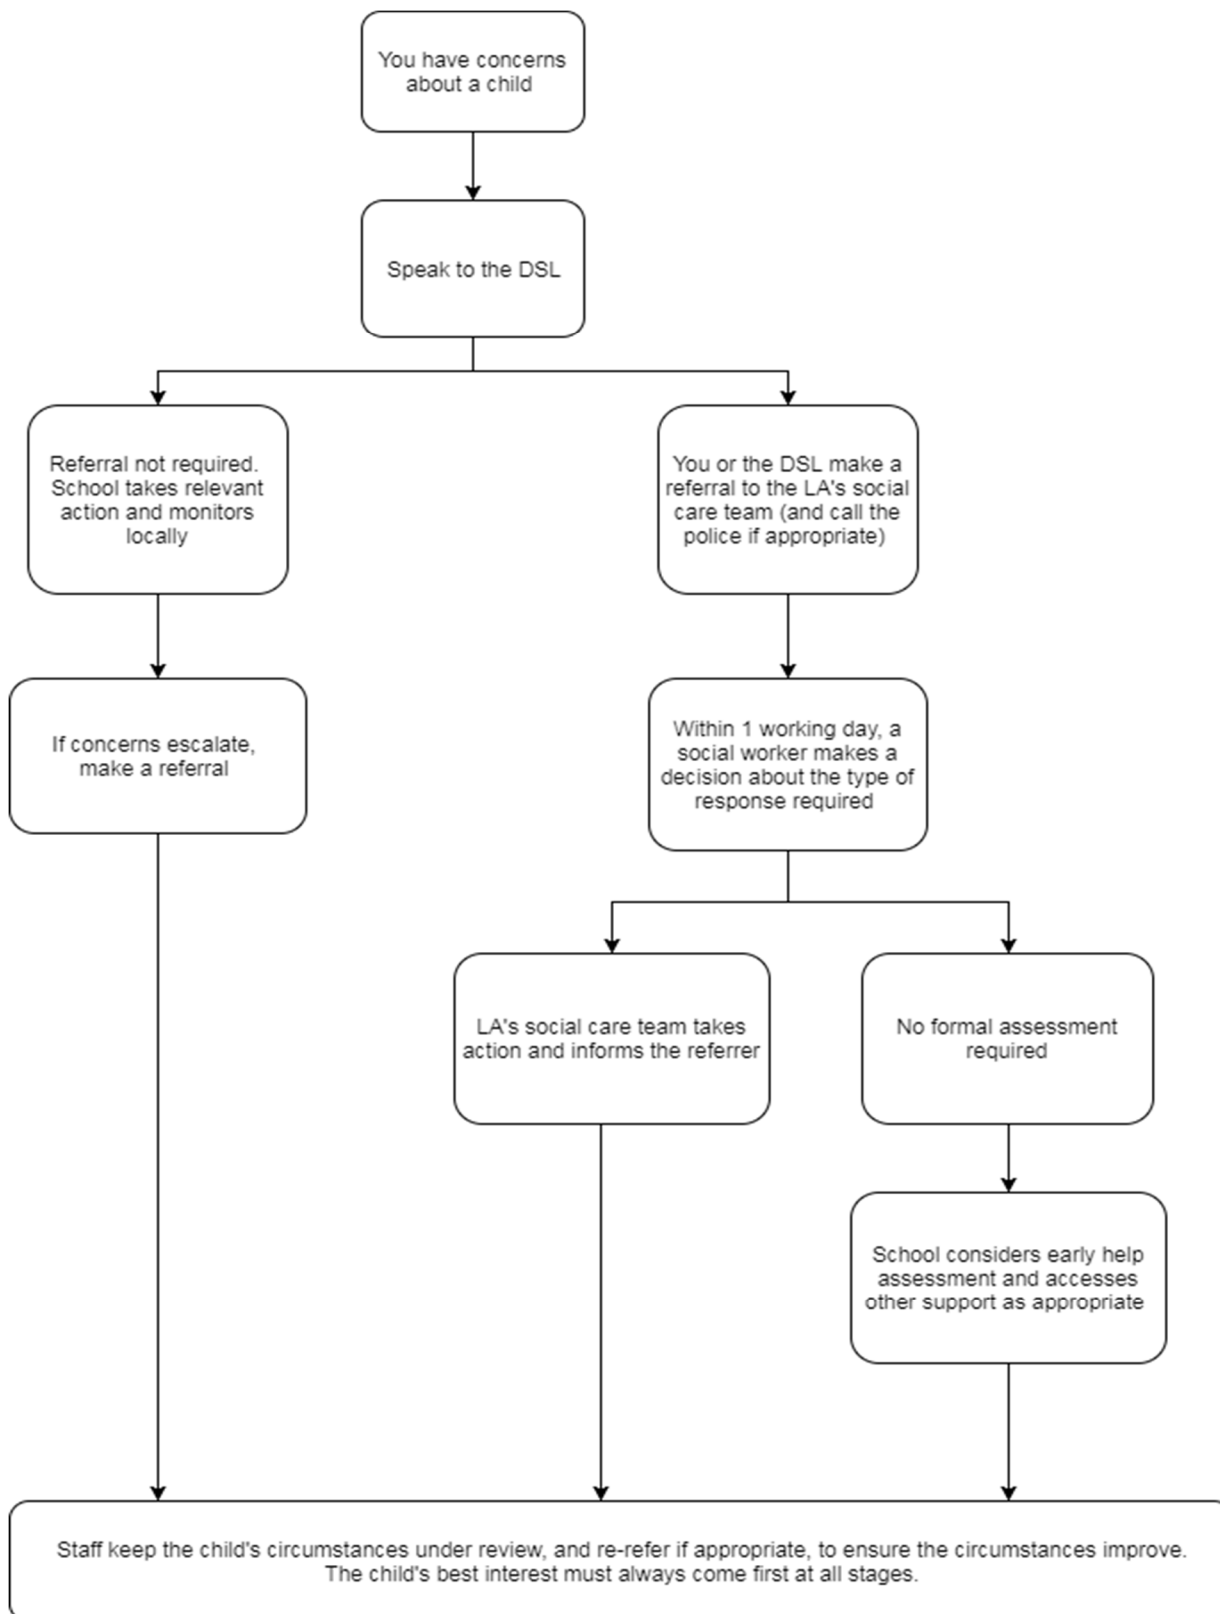 You have concerns
about a child
Speak to the DSL
Referral not required.
School takes relevant
action and monitors
locally
You or the DSL make a
referral to the LA's social
care team (and call the
police if appropriate)
If concerns escalate,
make a referral
Within 1 working day, a
social worker makes a
decision about the type of
response required
LA's social care team takes
action and informs the referrer
No formal assessment
required
School considers early help
assessment and accesses
other support as appropriate
Staff keep the child's circumstances under review, and re-refer if appropriate, to ensure the circumstances improve.
The child's best interest must always come first at all stages.